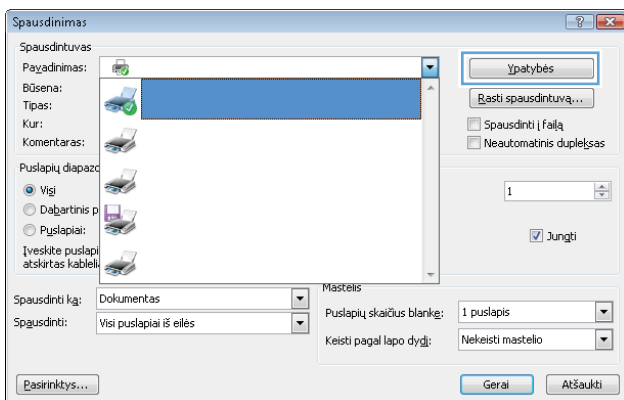 Spausdinimas
Spausdintuvas
Pavadinimas:
Ypatybės
Būsena:
Tipas:
Rasti spausdintuvą...
Kur:
Spausdinti į failą
Komentaras:
Neautomatinis dupleksas
Puslapių diapazo
Visi
1
Dabartinis p
Puslapiai:
Jungti
Įveskite puslapi
atskirtas kableli
Mastelis
Spausdinti ką: Dokumentas
Puslapių skaičius blanke: 1 puslapis
Spausdinti: Visi puslapiai iš eilės
Keisti pagal lapo dydį: Nekeisti mastelio
Pasirinktys...
Gerai
Atšaukti